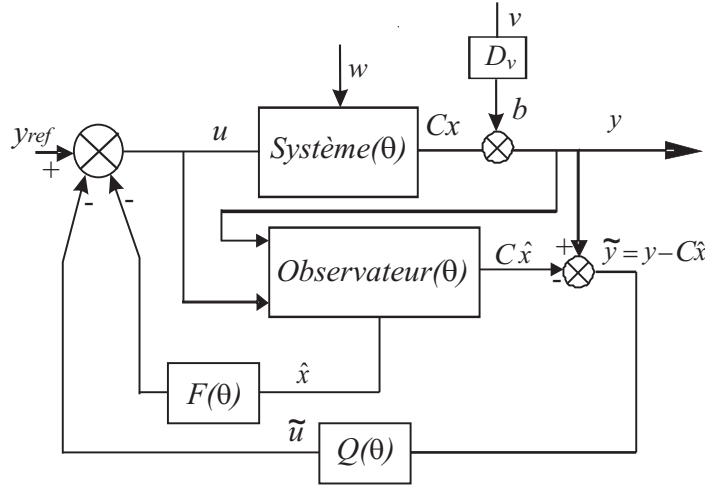 v
D_v
w
b
y_ref
u
Système(θ)
Cx
y
+
-
-
+
ỹ = y – Cx̂
Observateur(θ)
Cx̂
-
x̂
F(θ)
ũ
Q(θ)